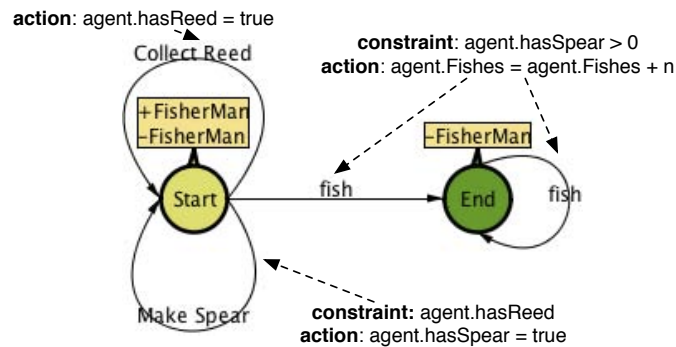 action: agent.hasReed = true
Collect Reed
constraint: agent.hasSpear > 0
action: agent.Fishes = agent.Fishes + n
+FisherMan
-FisherMan
-FisherMan
Start
fish
End
fish
Make Spear
constraint: agent.hasReed
action: agent.hasSpear = true